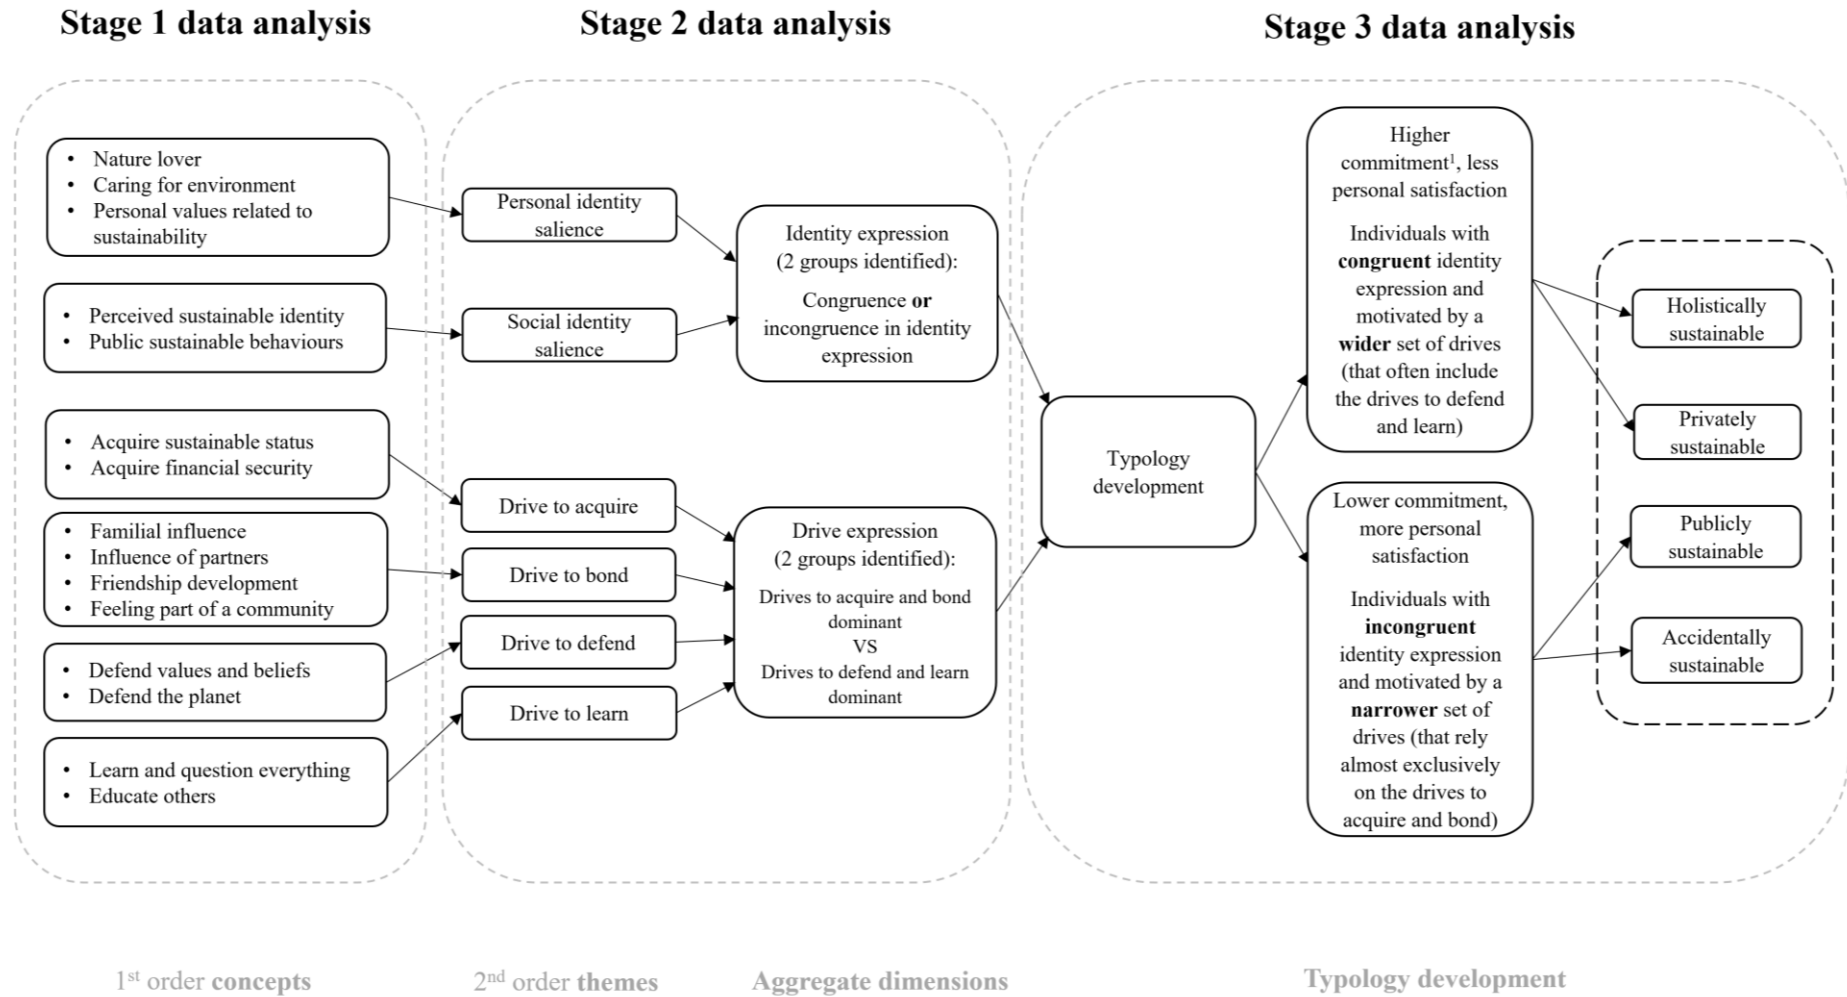 Stage 1 data analysis
Stage 2 data analysis
Stage 3 data analysis
• Nature lover
• Caring for environment
• Personal values related to
sustainability
• Perceived sustainable identity
• Public sustainable behaviours
• Acquire sustainable status
• Acquire financial security
• Familial influence
• Influence of partners
• Friendship development
• Feeling part of a community
• Defend values and beliefs
• Defend the planet
• Learn and question everything
• Educate others
Personal identity
salience
Social identity
salience
Drive to acquire
Drive to bond
Drive to defend
Drive to learn
Identity expression
(2 groups identified):
Congruence or
incongruence in identity
expression
Drive expression
(2 groups identified):
Drives to acquire and bond
dominant
VS
Drives to defend and learn
dominant
Typology
development
Higher
commitment¹, less
personal satisfaction
Individuals with
congruent identity
expression and
motivated by a
wider set of drives
(that often include
the drives to defend
and learn)
Lower commitment,
more personal
satisfaction
Individuals with
incongruent
identity expression
and motivated by a
narrower set of
drives (that rely
almost exclusively
on the drives to
acquire and bond)
Holistically
sustainable
Privately
sustainable
Publicly
sustainable
Accidentally
sustainable
1st order concepts
2nd order themes
Aggregate dimensions
Typology development